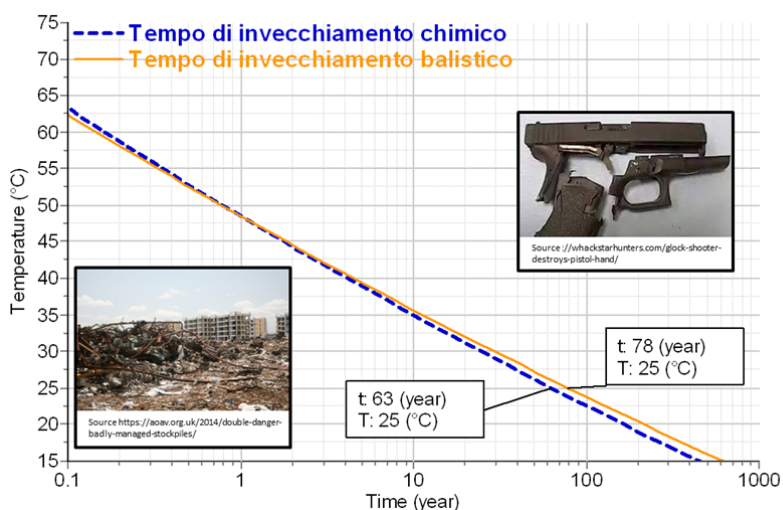 75
70
65
60
55
50
45
40
35
30
25
20
15
Temperature (°C)
Tempo di invecchiamento chimico
Tempo di invecchiamento balistico
Source ://whackstarhunters.com/glock-shooter-
destroys-pistol-hand/
Source https://aoav.org.uk/2014/double-danger-
badly-managed-stockpiles/
t: 78 (year)
T: 25 (°C)
t: 63 (year)
T: 25 (°C)
0.1
1
10
100
1000
Time (year)